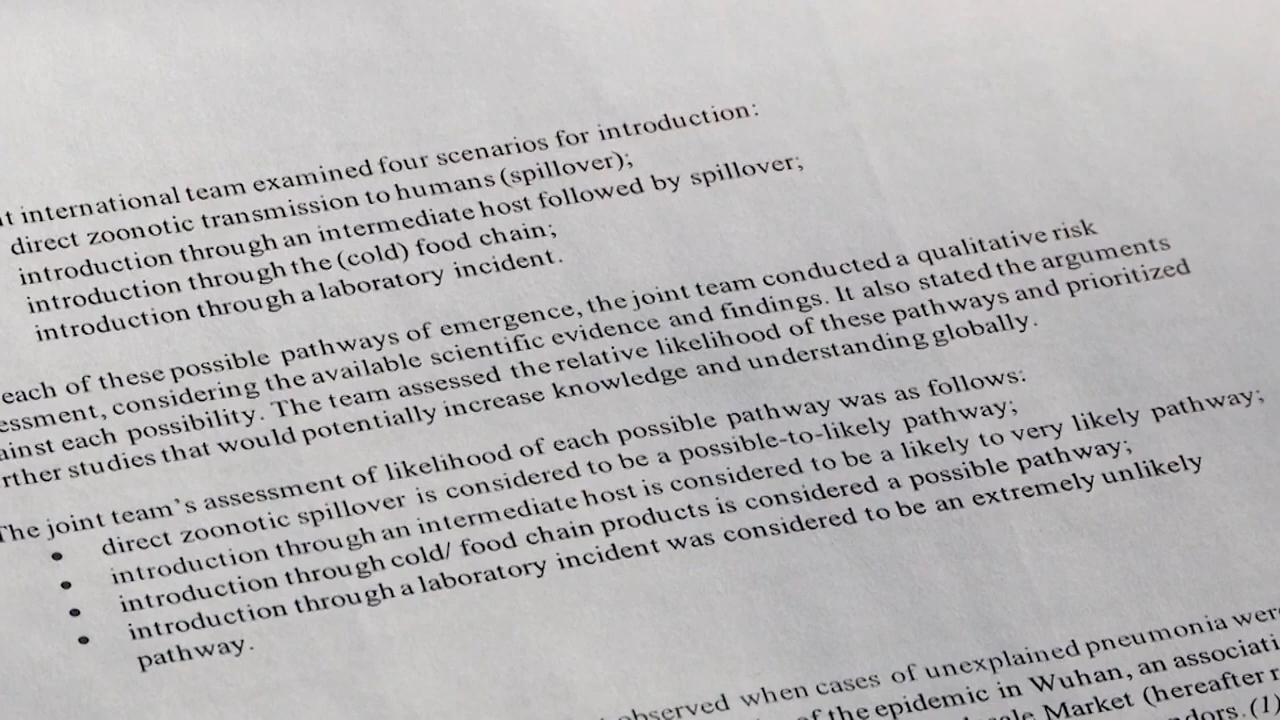 international team examined four scenarios for introduction:
direct zoonotic transmission to humans (spillover);
introduction through an intermediate host followed by spillover;
introduction through the (cold) food chain;
introduction through a laboratory incident.
each of these possible pathways of emergence, the joint team conducted a qualitative risk
essment, considering the available scientific evidence and findings. It also stated the arguments
ainst each possibility. The team assessed the relative likelihood of these pathways and prioritized
rther studies that would potentially increase knowledge and understanding globally.
The joint team's assessment of likelihood of each possible pathway was as follows:
• direct zoonotic spillover is considered to be a possible-to-likely pathway;
• introduction through an intermediate host is considered to be a likely to very likely pathway;
• introduction through cold/ food chain products is considered a possible pathway;
• introduction through a laboratory incident was considered to be an extremely unlikely
pathway.
observed when cases of unexplained pneumonia were
of the epidemic in Wuhan, an associati
Market (hereafter r
dors. (1)